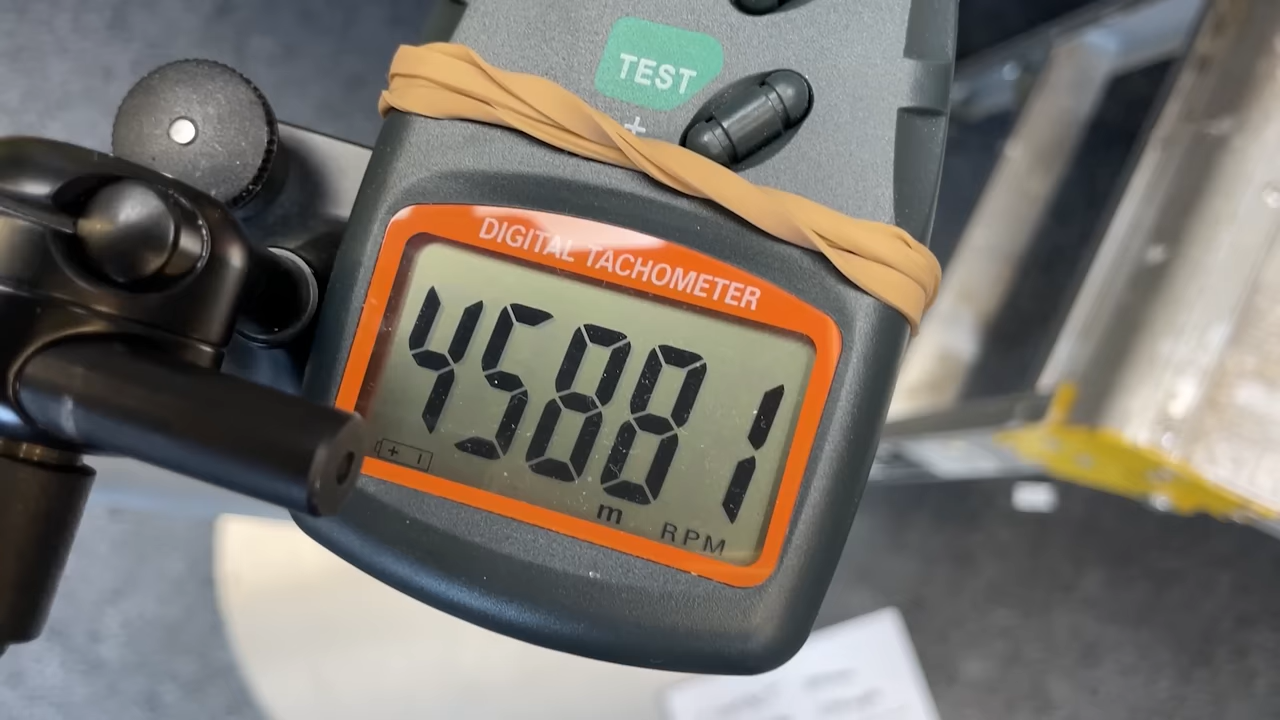 TEST
+
DIGITAL TACHOMETER
45881
+ -
m RPM